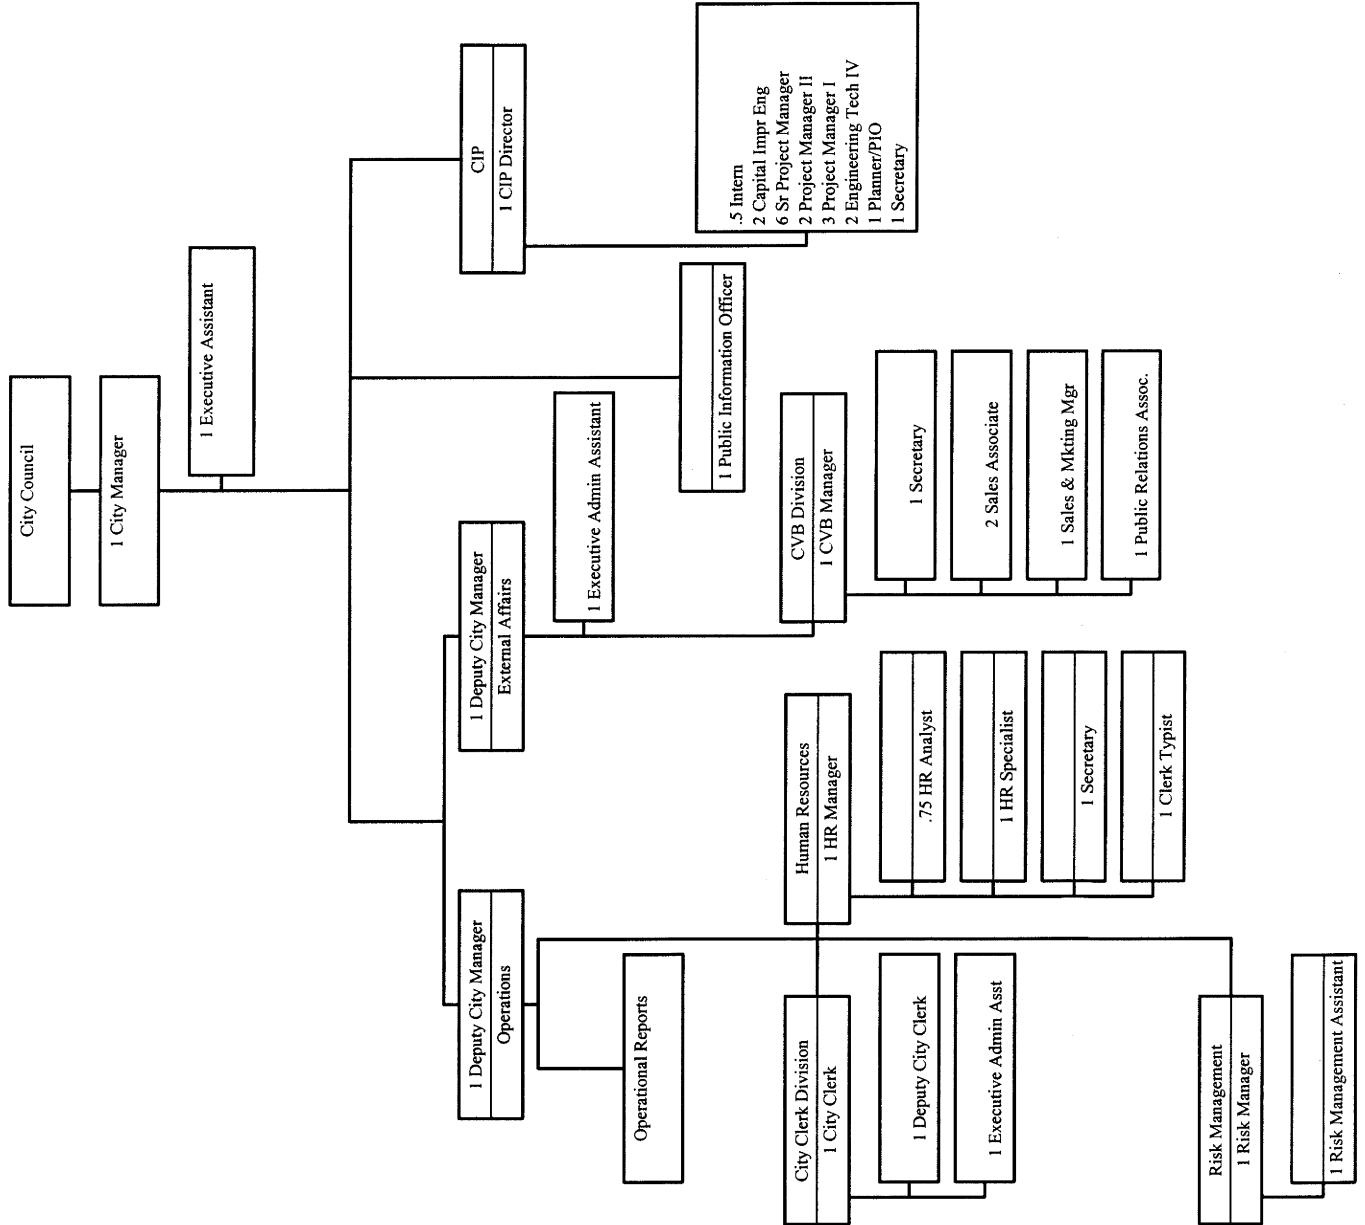 City Council
1 City Manager
1 Executive Assistant
1 Deputy City Manager
Operations
Operational Reports
City Clerk Division
1 City Clerk
1 Deputy City Clerk
1 Executive Admin Asst
Human Resources
1 HR Manager
.75 HR Analyst
1 HR Specialist
1 Secretary
1 Clerk Typist
Risk Management
1 Risk Manager
1 Risk Management Assistant
1 Deputy City Manager
External Affairs
1 Executive Admin Assistant
CVB Division
1 CVB Manager
1 Secretary
2 Sales Associate
1 Sales & Mkting Mgr
1 Public Relations Assoc.
1 Public Information Officer
CIP
1 CIP Director
.5 Intern
2 Capital Impr Eng
6 Sr Project Manager
2 Project Manager II
3 Project Manager I
2 Engineering Tech IV
1 Planner/PIO
1 Secretary